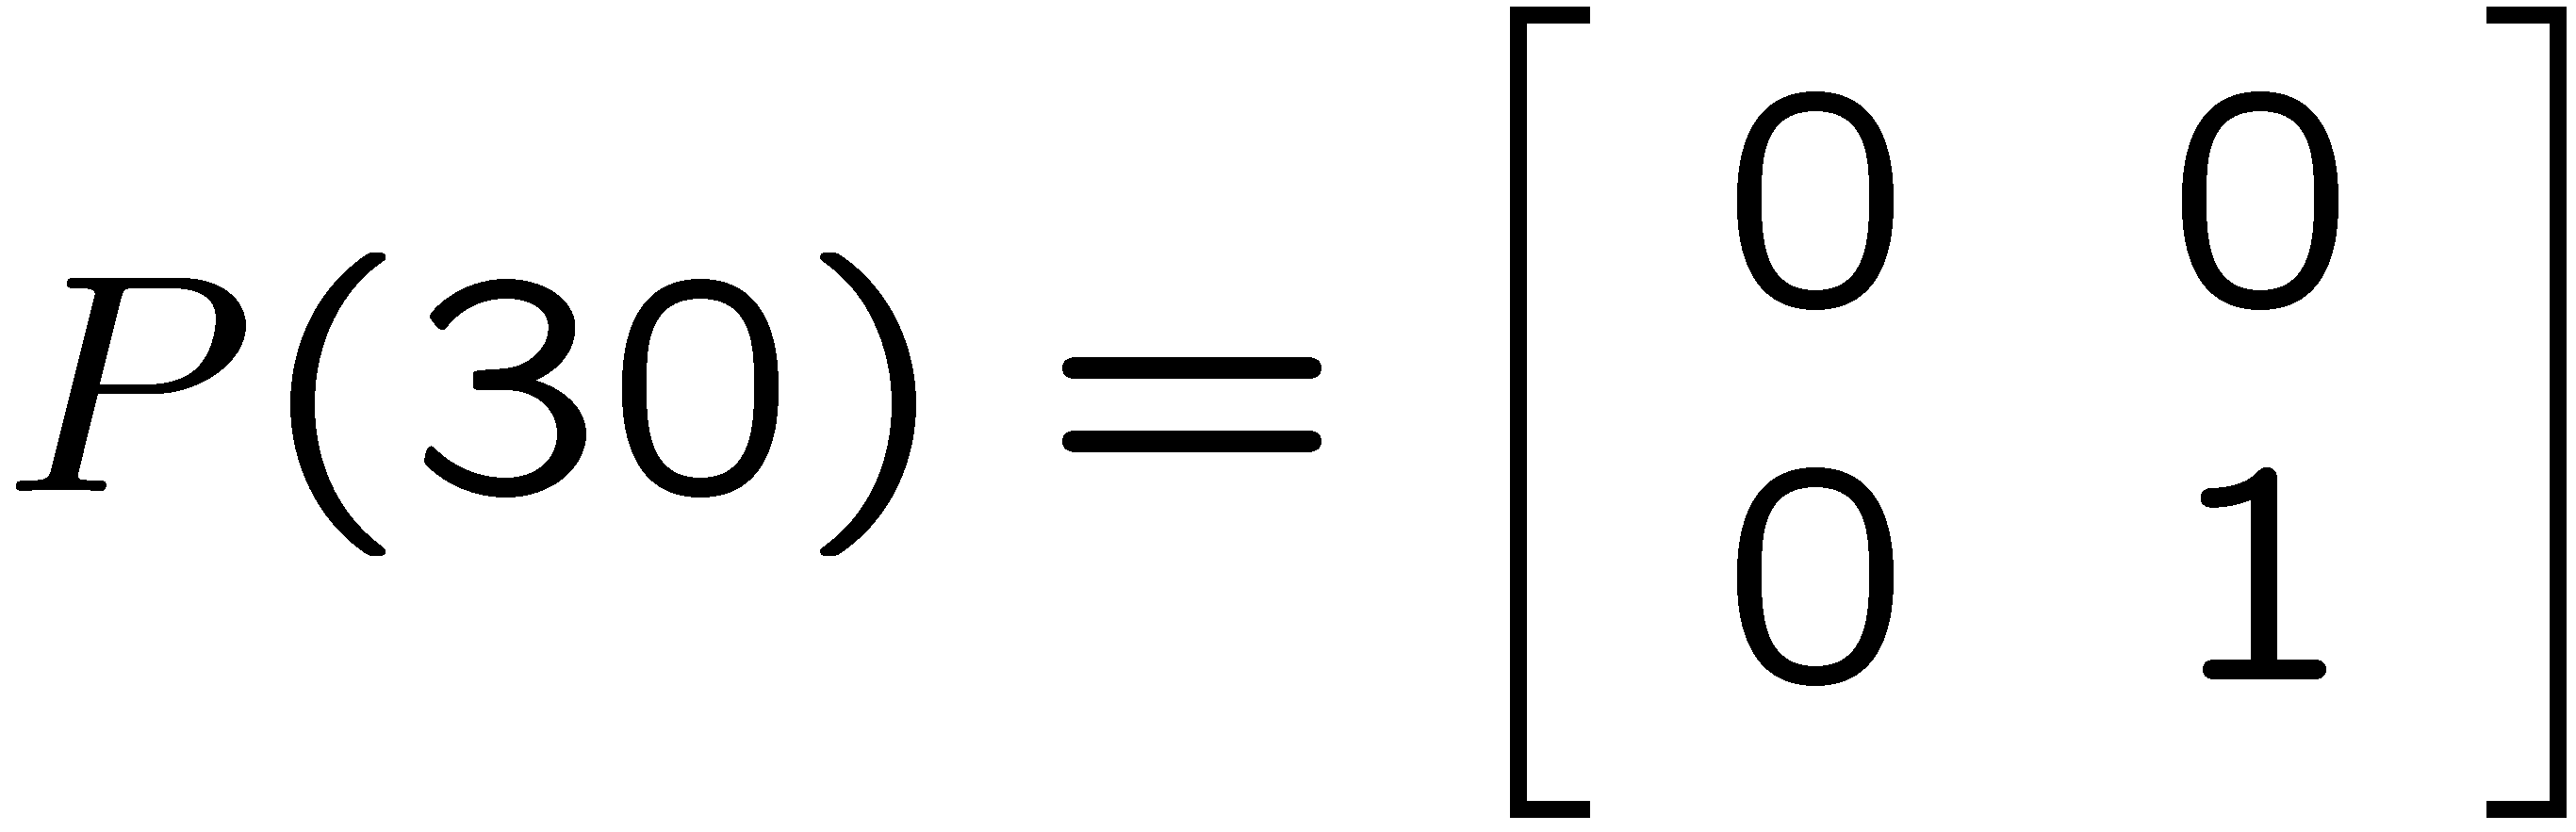 P(30) = [ 0 0
0 1 ]